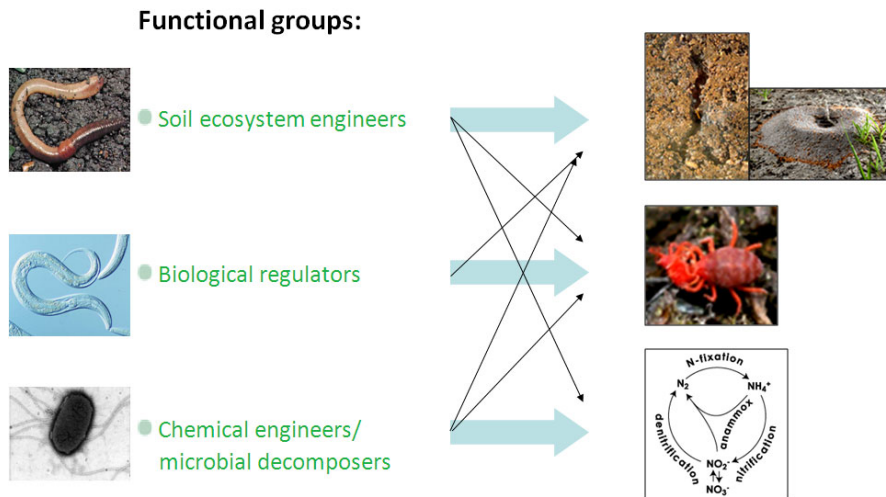 Functional groups:
Soil ecosystem engineers
Biological regulators
Chemical engineers/
microbial decomposers
N-fixation
N₂
NH₄⁺
anammox
denitrification
nitrification
NO₂⁻
NO₃⁻